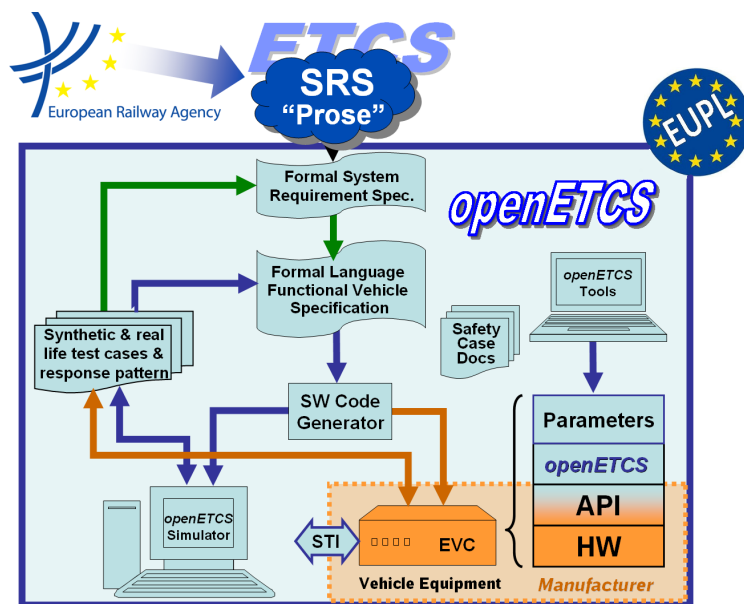 ETCS
SRS
“Prose”
European Railway Agency
EUPL
Formal System
Requirement Spec.
openETCS
Formal Language
Functional Vehicle
Specification
openETCS
Tools
Synthetic & real
life test cases &
response pattern
Safety
Case
Docs
SW Code
Generator
Parameters
openETCS
API
HW
openETCS
Simulator
STI
EVC
Vehicle Equipment
Manufacturer